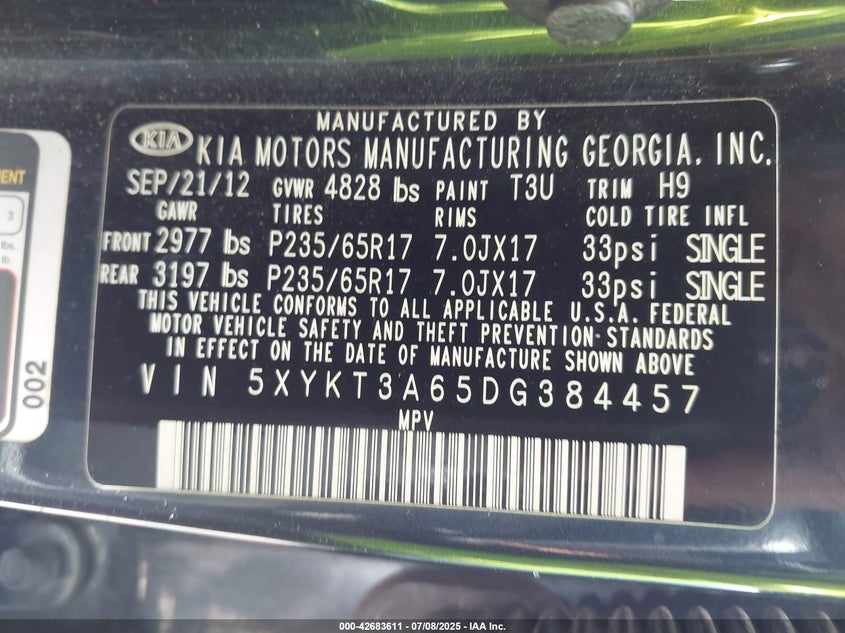 MANUFACTURED BY
KIA KIA MOTORS MANUFACTURING GEORGIA, INC.
SEP/21/12 GVWR 4828 lbs PAINT T3U TRIM H9
GAWR TIRES RIMS COLD TIRE INFL
FRONT 2977 lbs P235/65R17 7.0JX17 33psi SINGLE
REAR 3197 lbs P235/65R17 7.0JX17 33psi SINGLE
THIS VEHICLE CONFORMS TO ALL APPLICABLE U.S.A. FEDERAL
MOTOR VEHICLE SAFETY AND THEFT PREVENTION STANDARDS
IN EFFECT ON THE DATE OF MANUFACTURE SHOWN ABOVE
VIN 5XYKT3A65DG384457
MPV
3
lbs.
lb.
002
000-42683611 - 07/08/2025 - IAA Inc.